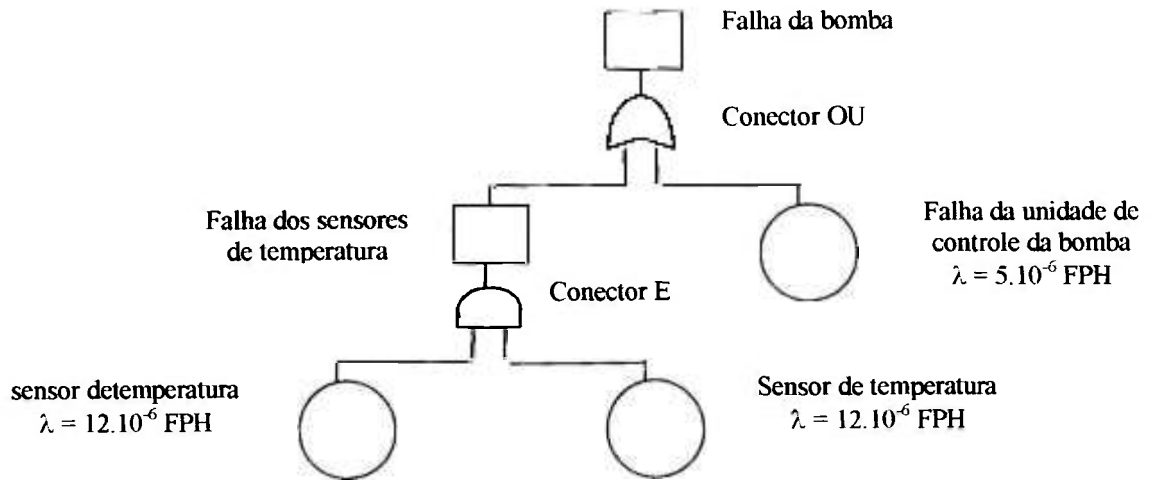 Falha da bomba
Conector OU
Falha dos sensores
de temperatura
Falha da unidade de
controle da bomba
λ = 5.10⁻⁶ FPH
Conector E
sensor detemperatura
λ = 12.10⁻⁶ FPH
Sensor de temperatura
λ = 12.10⁻⁶ FPH